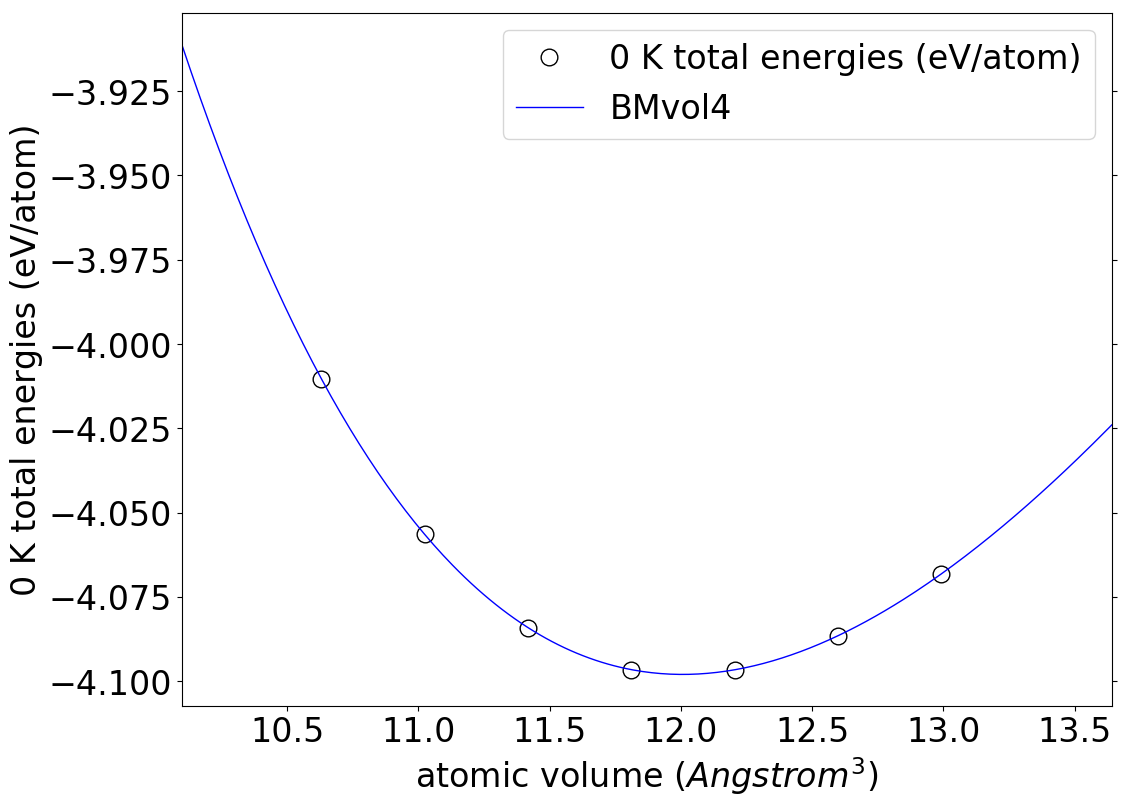 0 K total energies (eV/atom)
BMvol4
0 K total energies (eV/atom)
−3.925
−3.950
−3.975
−4.000
−4.025
−4.050
−4.075
−4.100
10.5 11.0 11.5 12.0 12.5 13.0 13.5
atomic volume (Angstrom³)